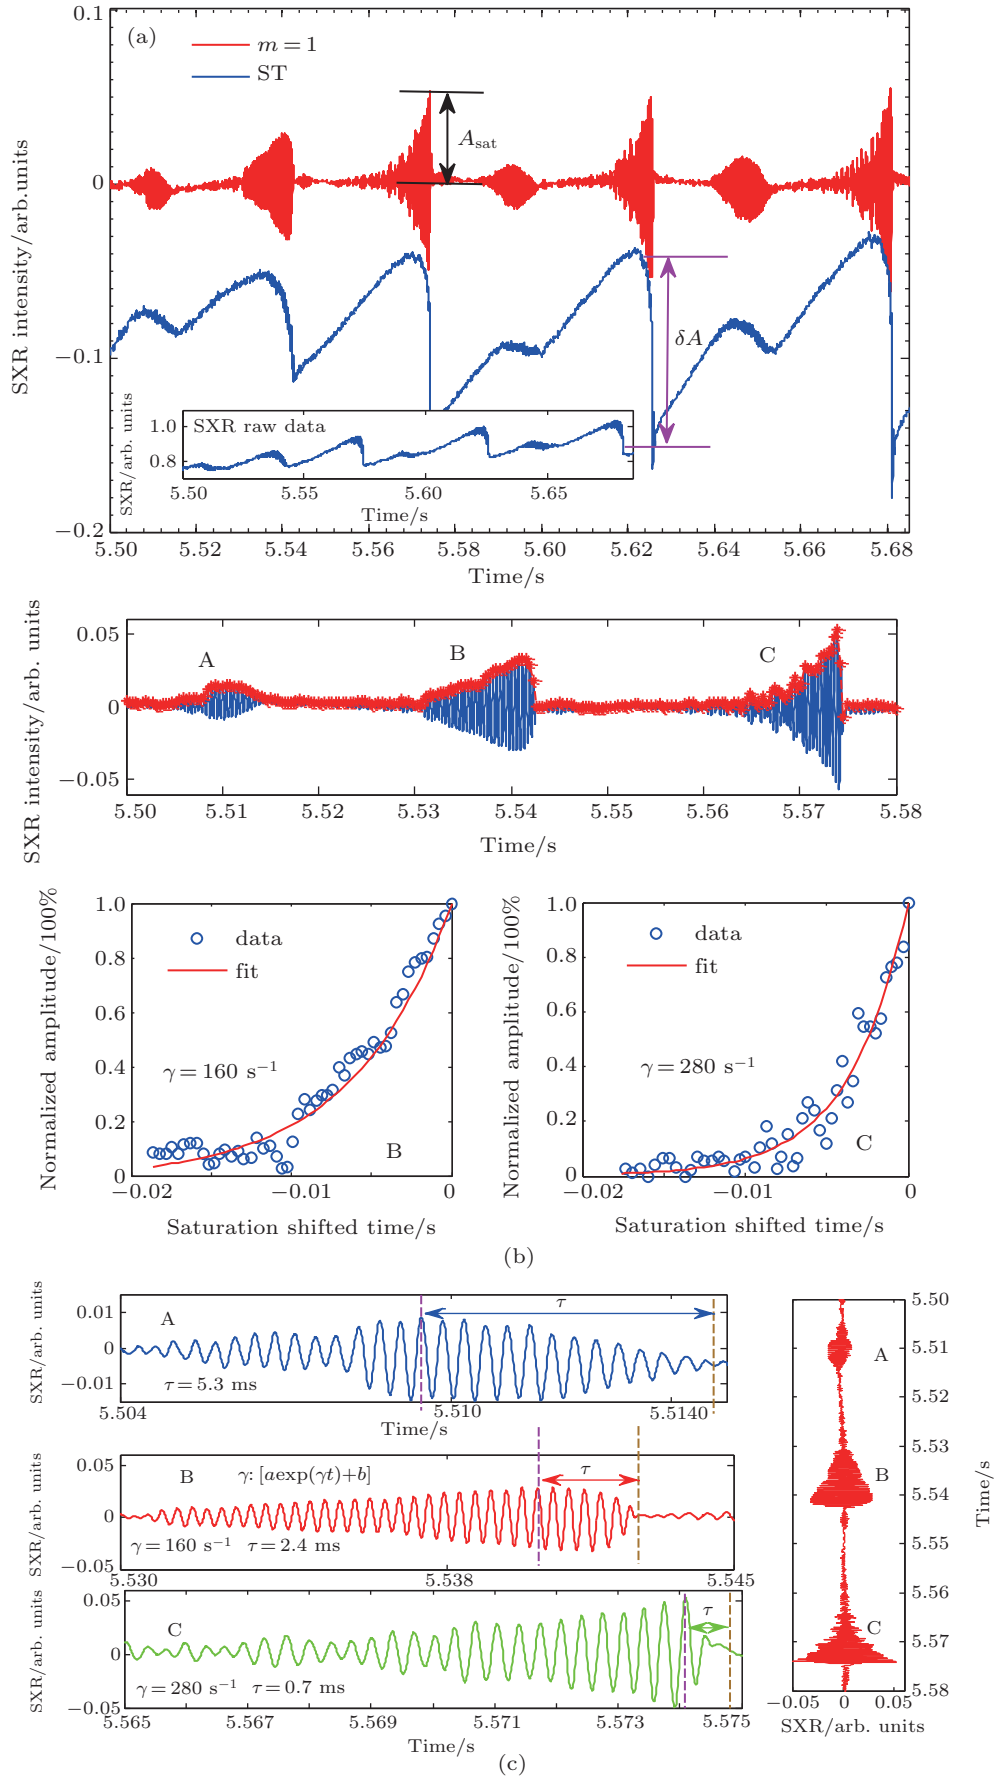 (a)
m = 1
ST
A_sat
δA
0.1
0
−0.1
−0.2
SXR intensity/arb.units
SXR raw data
1.0
0.8
SXR/arb. units
5.50 5.55 5.60 5.65
Time/s
5.50 5.52 5.54 5.56 5.58 5.60 5.62 5.64 5.66 5.68
Time/s
SXR intensity/arb. units
0.05
0
−0.05
A
B
C
5.50 5.51 5.52 5.53 5.54 5.55 5.56 5.57 5.58
Time/s
Normalized amplitude/100%
1.0
0.8
0.6
0.4
0.2
0
data
fit
γ = 160 s⁻¹
B
−0.02 −0.01 0
Saturation shifted time/s
Normalized amplitude/100%
1.0
0.8
0.6
0.4
0.2
0
data
fit
γ = 280 s⁻¹
C
−0.02 −0.01 0
Saturation shifted time/s
(b)
SXR/arb. units
0.01
0
−0.01
A
τ
τ = 5.3 ms
5.504 5.510 5.5140
Time/s
SXR/arb. units
0.05
0
−0.05
B γ: [aexp(γt)+b]
τ
γ = 160 s⁻¹ τ = 2.4 ms
5.530 5.538 5.545
SXR/arb. units
0.05
0
−0.05
C
τ
γ = 280 s⁻¹ τ = 0.7 ms
5.565 5.567 5.569 5.571 5.573 5.575
Time/s
5.50
5.51
5.52
5.53
5.54
5.55
5.56
5.57
5.58
A
B
C
Time/s
−0.05 0 0.05
SXR/arb. units
(c)